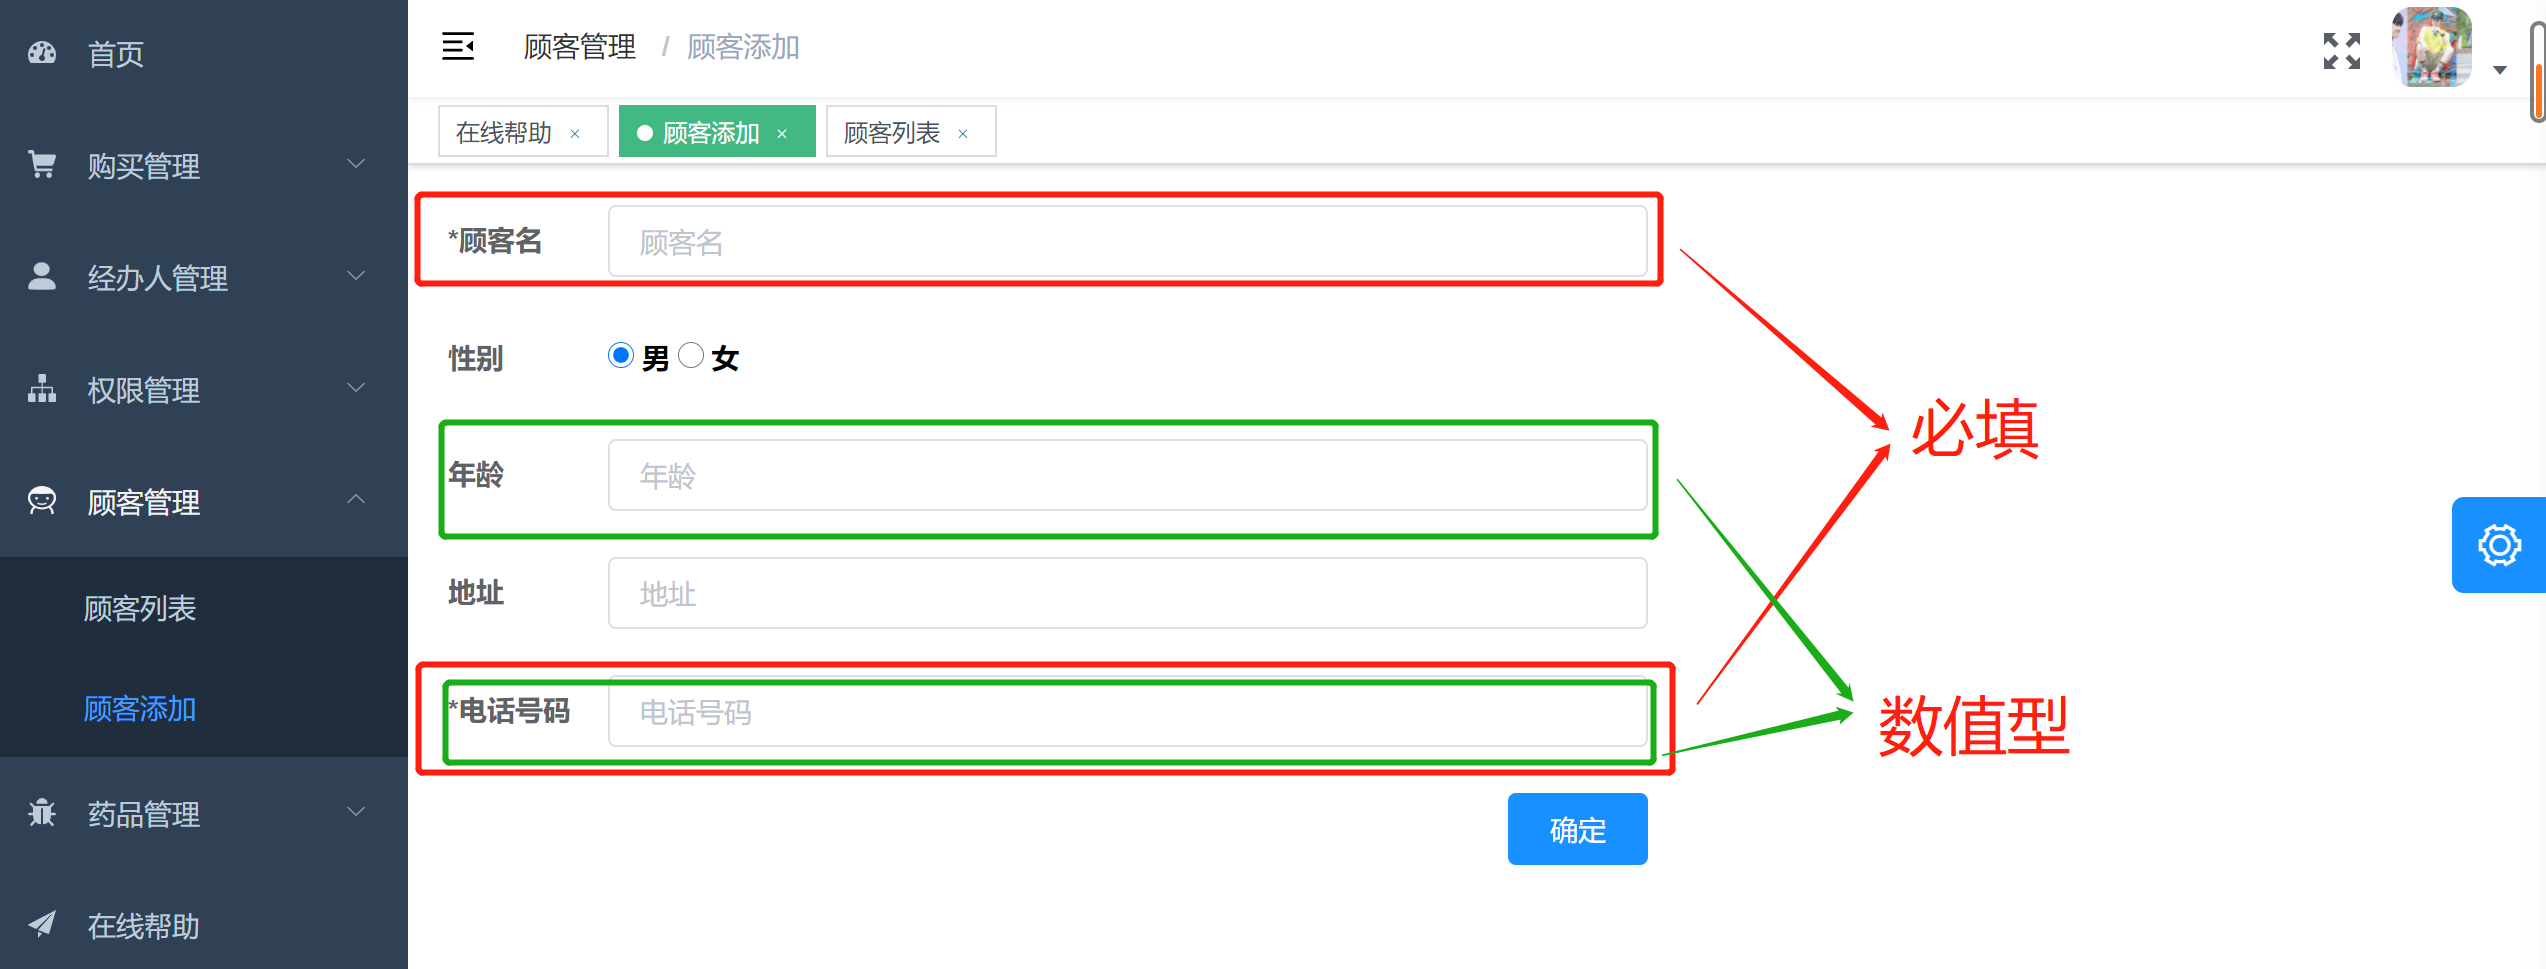 首页
购买管理
经办人管理
权限管理
顾客管理
顾客列表
顾客添加
药品管理
在线帮助
顾客管理 / 顾客添加
在线帮助 × 顾客添加 × 顾客列表 ×
*顾客名 顾客名
性别 男 女
年龄 年龄
地址 地址
*电话号码 电话号码
确定
必填
数值型